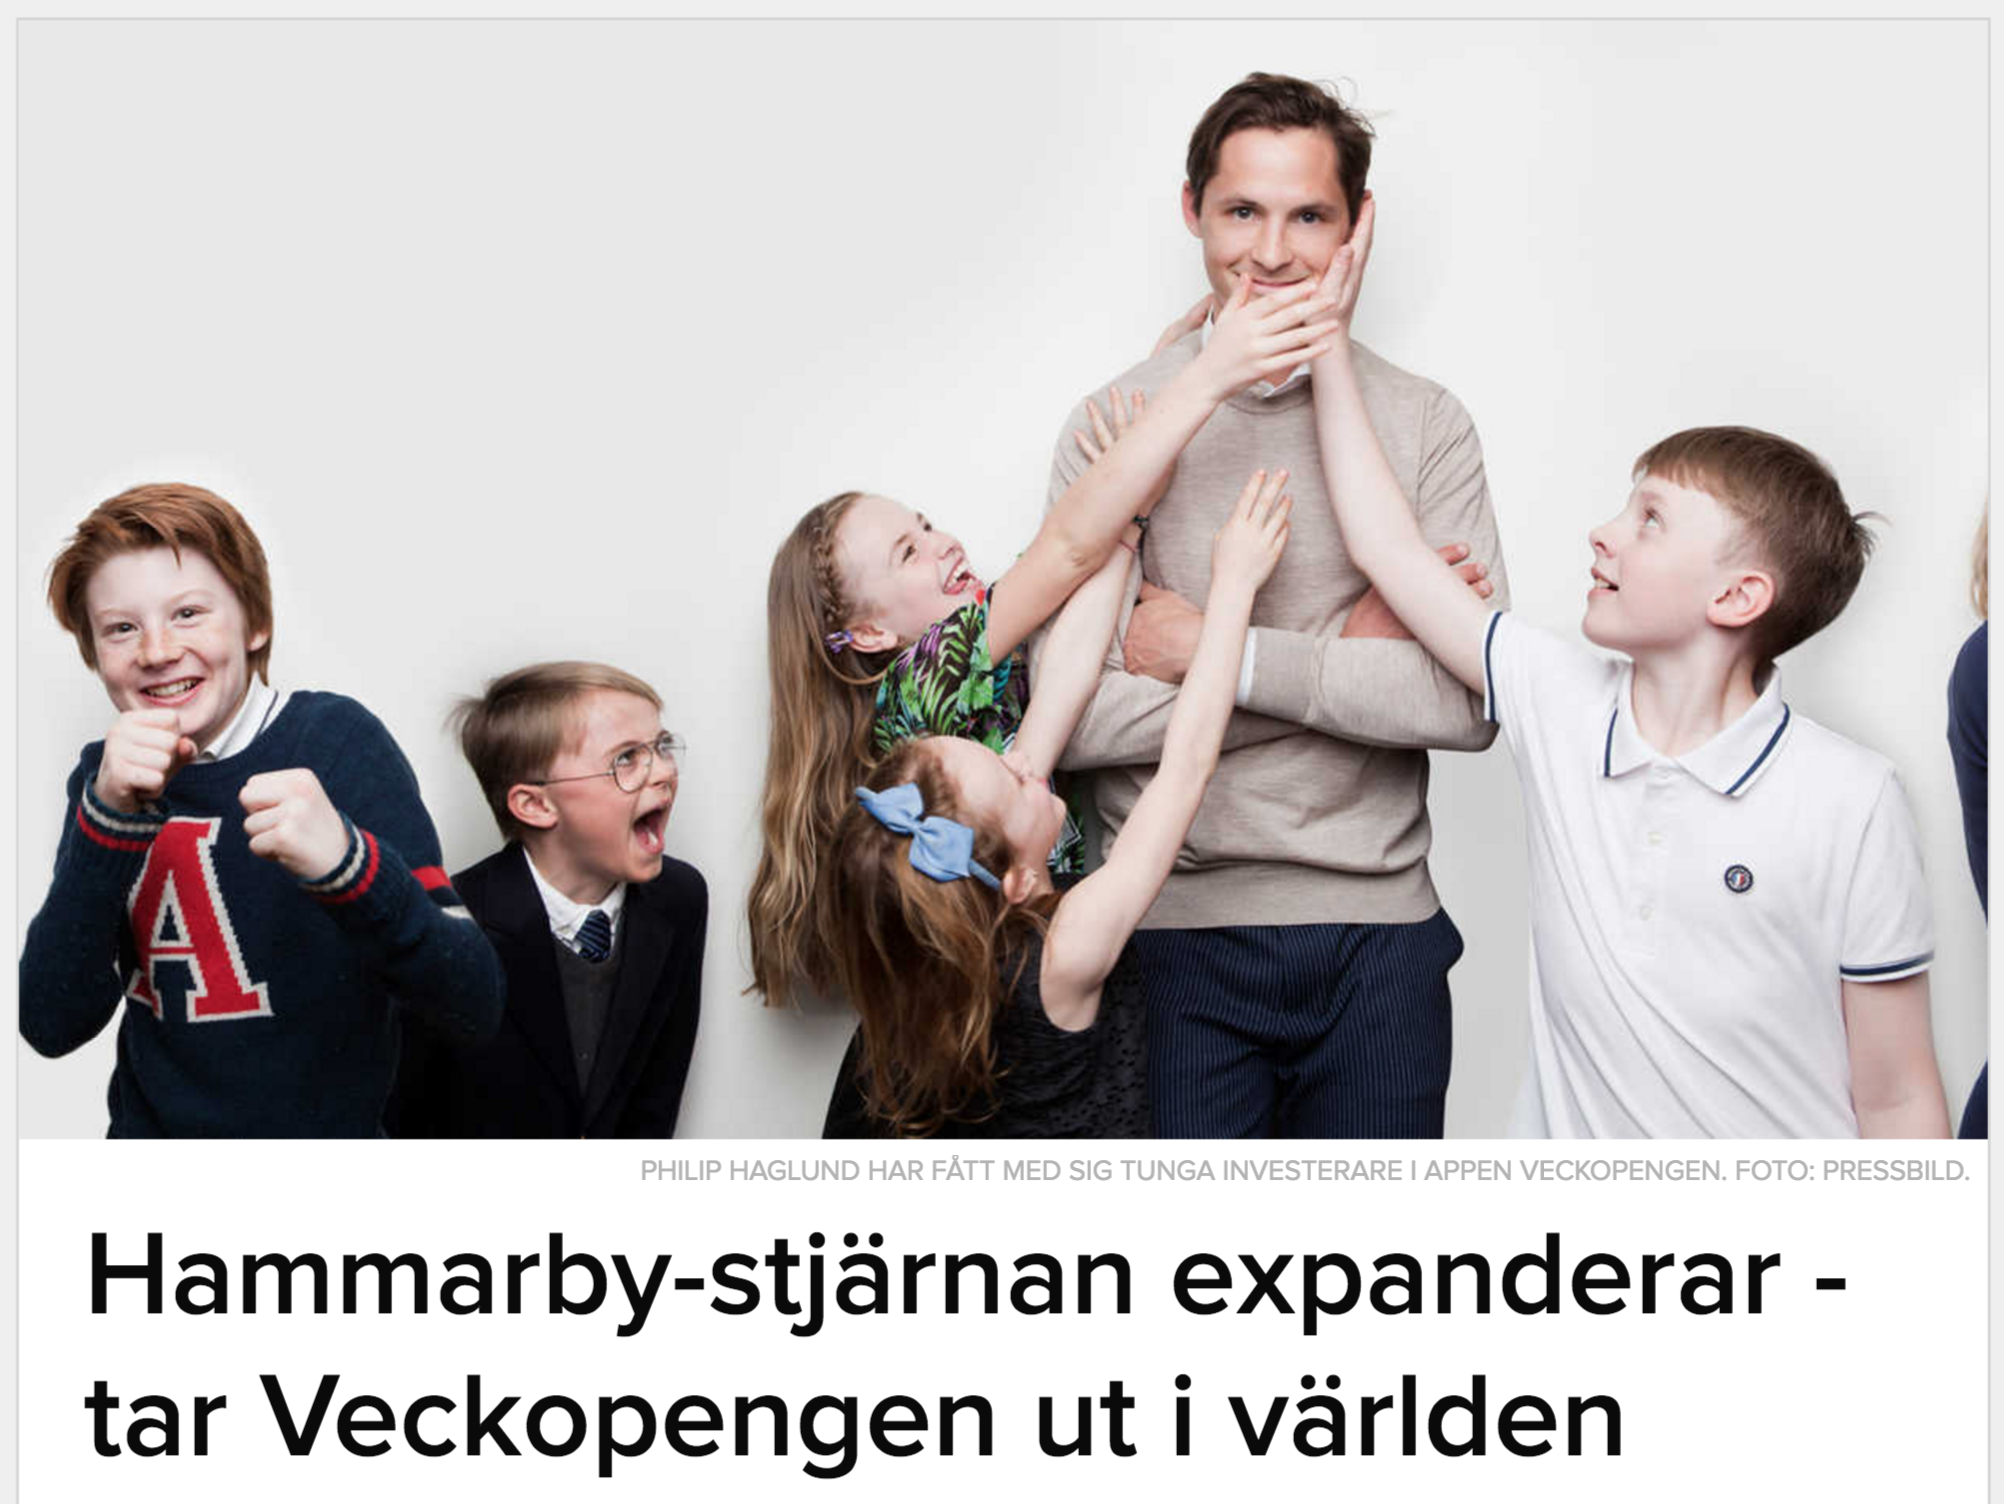 A
PHILIP HAGLUND HAR FÅTT MED SIG TUNGA INVESTERARE I APPEN VECKOPENGEN. FOTO: PRESSBILD.
Hammarby-stjärnan expanderar -
tar Veckopengen ut i världen